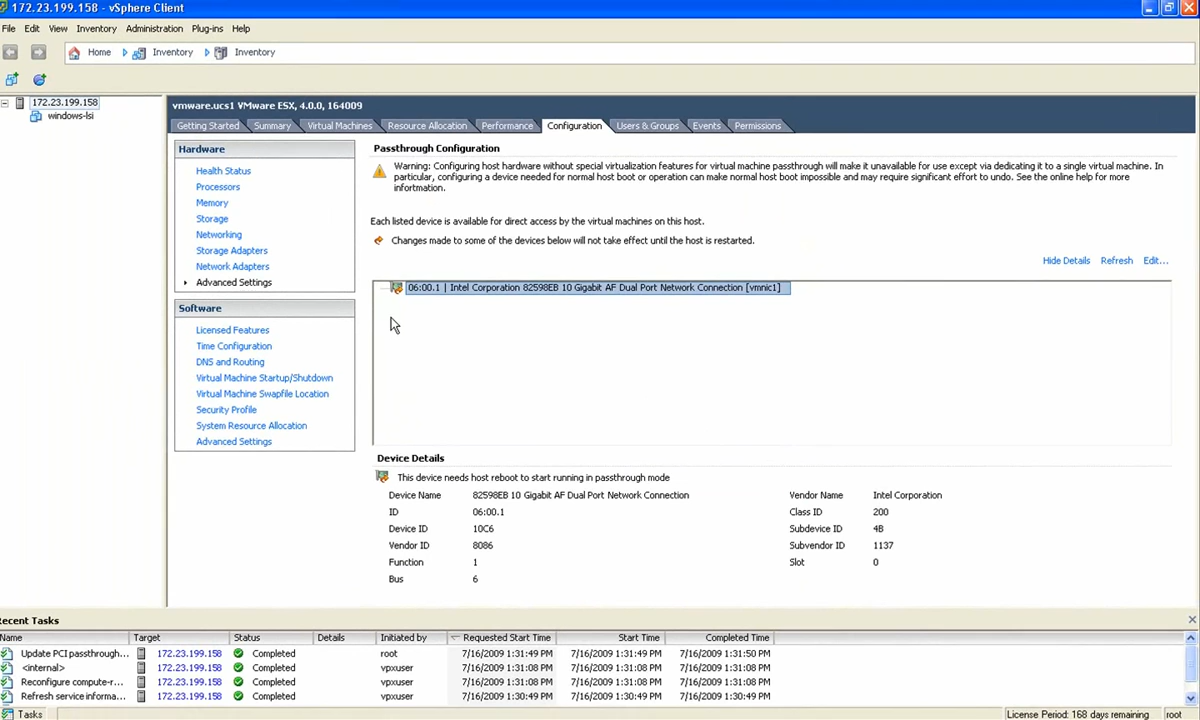 172.23.199.158 - vSphere Client
File Edit View Inventory Administration Plug-ins Help
Home Inventory Inventory
172.23.199.158
windows-lsi
vmware.ucs1 VMware ESX, 4.0.0, 164009
Getting Started Summary Virtual Machines Resource Allocation Performance Configuration Users & Groups Events Permissions
Hardware
Health Status
Processors
Memory
Storage
Networking
Storage Adapters
Network Adapters
Advanced Settings
Software
Licensed Features
Time Configuration
DNS and Routing
Virtual Machine Startup/Shutdown
Virtual Machine Swapfile Location
Security Profile
System Resource Allocation
Advanced Settings
Passthrough Configuration
Warning: Configuring host hardware without special virtualization features for virtual machine passthrough will make it unavailable for use except via dedicating it to a single virtual machine. In
particular, configuring a device needed for normal host boot or operation can make normal host boot impossible and may require significant effort to undo. See the online help for more
information.
Each listed device is available for direct access by the virtual machines on this host.
Changes made to some of the devices below will not take effect until the host is restarted.
Hide Details Refresh Edit...
06:00.1 | Intel Corporation 82598EB 10 Gigabit AF Dual Port Network Connection [vmnic1]
Device Details
This device needs host reboot to start running in passthrough mode
Device Name 82598EB 10 Gigabit AF Dual Port Network Connection Vendor Name Intel Corporation
ID 06:00.1 Class ID 200
Device ID 10C6 Subdevice ID 4B
Vendor ID 8086 Subvendor ID 1137
Function 1 Slot 0
Bus 6
ecent Tasks
Name Target Status Details Initiated by Requested Start Time Start Time Completed Time
Update PCI passthrough... 172.23.199.158 Completed root 7/16/2009 1:31:49 PM 7/16/2009 1:31:49 PM 7/16/2009 1:31:50 PM
<internal> 172.23.199.158 Completed vpxuser 7/16/2009 1:31:08 PM 7/16/2009 1:31:08 PM 7/16/2009 1:31:08 PM
Reconfigure compute-r... 172.23.199.158 Completed vpxuser 7/16/2009 1:31:08 PM 7/16/2009 1:31:08 PM 7/16/2009 1:31:08 PM
Refresh service informa... 172.23.199.158 Completed vpxuser 7/16/2009 1:30:49 PM 7/16/2009 1:30:49 PM 7/16/2009 1:30:49 PM
Tasks License Period: 168 days remaining root